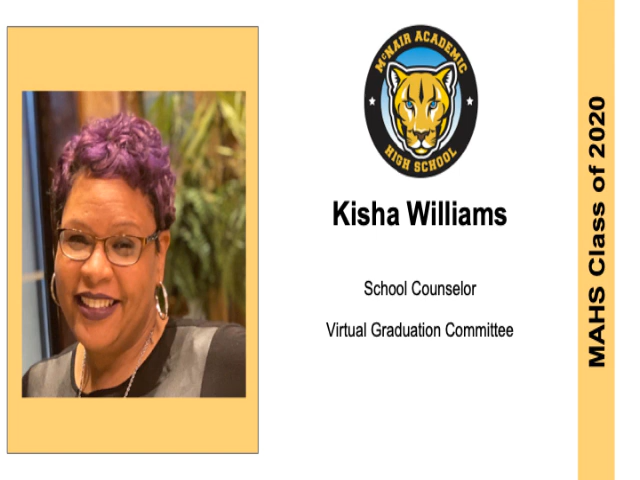 McNAIR ACADEMIC
HIGH SCHOOL
Kisha Williams
School Counselor
Virtual Graduation Committee
MAHS Class of 2020